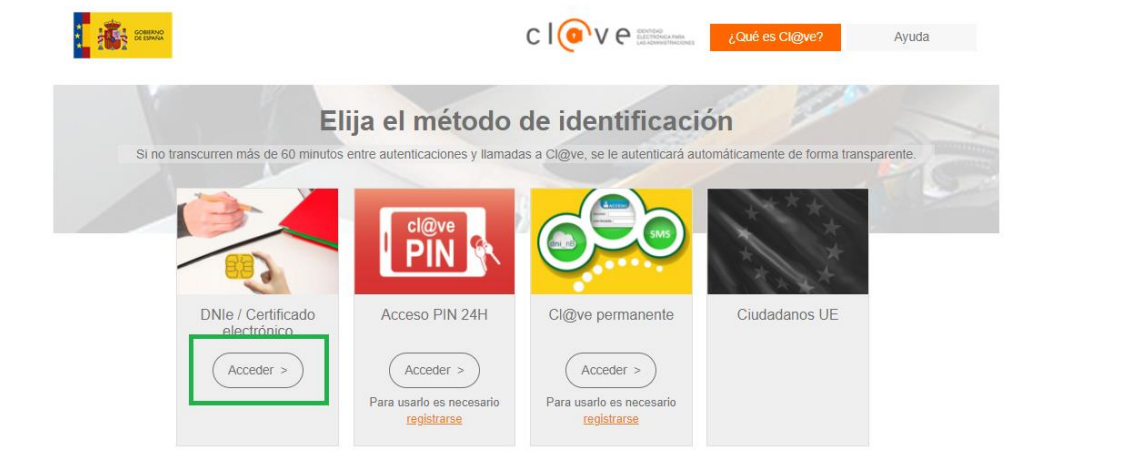 GOBIERNO
DE ESPAÑA
cl@ve
IDENTIDAD
ELECTRÓNICA PARA
LAS ADMINISTRACIONES
¿Qué es Cl@ve?
Ayuda
Elija el método de identificación
Si no transcurren más de 60 minutos entre autenticaciones y llamadas a Cl@ve, se le autenticará automáticamente de forma transparente.
cl@ve
PIN
ACCESO
dni_nb
SMS
DNIe / Certificado
electrónico
Acceder >
Acceso PIN 24H
Acceder >
Para usarlo es necesario
registrarse
Cl@ve permanente
Acceder >
Para usarlo es necesario
registrarse
Ciudadanos UE